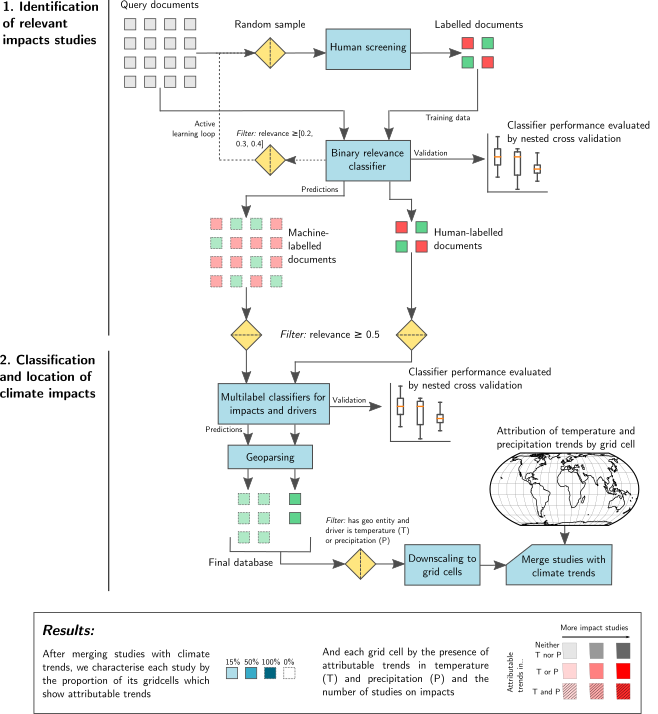 1. Identification
of relevant
impacts studies
Query documents
Random sample
Human screening
Labelled documents
Training data
Active
learning loop
Filter: relevance ≥[0.2,
0.3, 0.4]
Binary relevance
classifier
Validation
Classifier performance evaluated
by nested cross validation
Predictions
Machine-
labelled
documents
Human-labelled
documents
Filter: relevance ≥ 0.5
2. Classification
and location of
climate impacts
Multilabel classifiers for
impacts and drivers
Validation
Classifier performance evaluated
by nested cross validation
Predictions
Geoparsing
Attribution of temperature and
precipitation trends by grid cell
Final database
Filter: has geo entity and
driver is temperature (T)
or precipitation (P)
Downscaling to
grid cells
Merge studies with
climate trends
Results:
After merging studies with climate
trends, we characterise each study by
the proportion of its gridcells which
show attributable trends
15% 50% 100% 0%
And each grid cell by the presence of
attributable trends in temperature
(T) and precipitation (P) and the
number of studies on impacts
More impact studies
Attributable
trends in...
Neither
T nor P
T or P
T and P